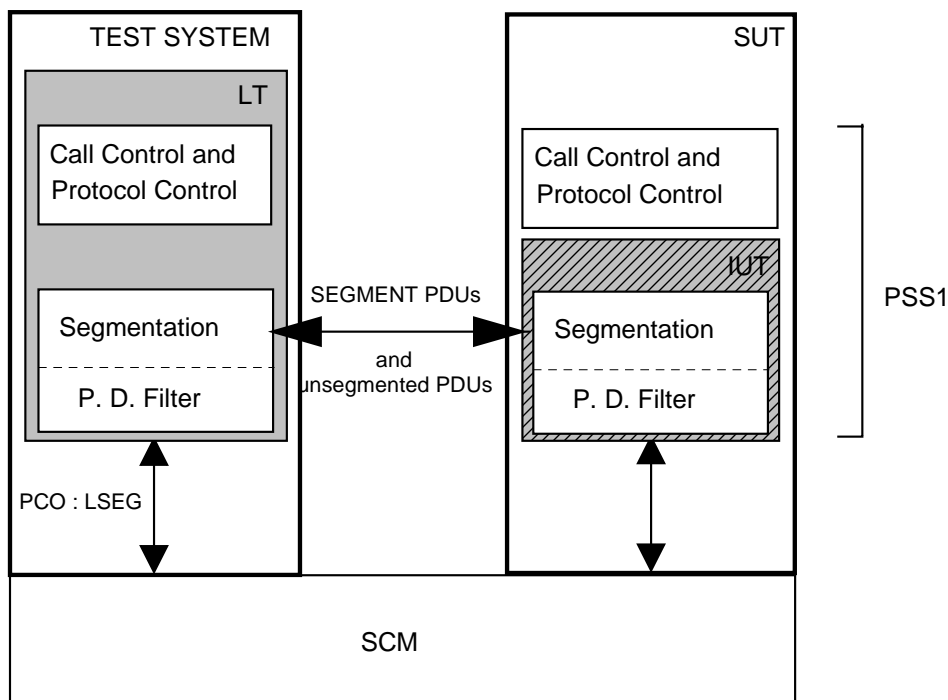 TEST SYSTEM
LT
Call Control and
Protocol Control
Segmentation
P. D. Filter
PCO : LSEG
SEGMENT PDUs
and
unsegmented PDUs
SUT
Call Control and
Protocol Control
IUT
Segmentation
P. D. Filter
PSS1
SCM